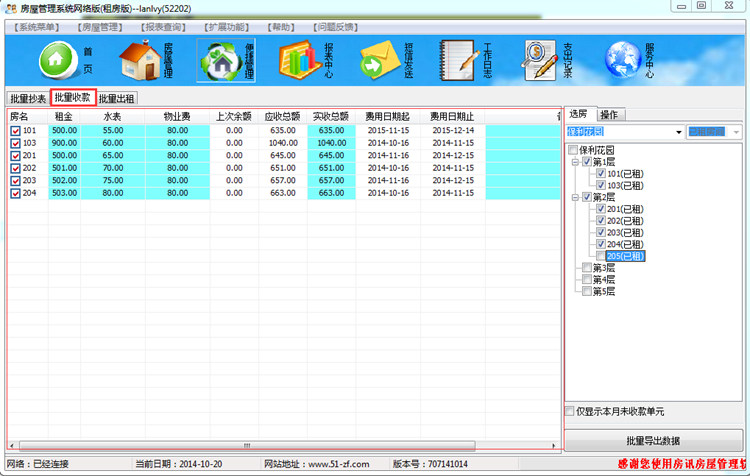 房屋管理系统网络版(租房版)--lanlvy(52202)
【系统菜单】 【房屋管理】 【报表查询】 【扩展功能】 【帮助】 【问题反馈】
首页 房屋管理 便捷管理 报表中心 短信发送 工作日志 支出记录 服务中心
批量抄表 批量收款 批量出租
房名 租金 水表 物业费 上次余额 应收总额 实收总额 费用日期起 费用日期止
101 500.00 55.00 80.00 0.00 635.00 635.00 2015-11-15 2015-12-14
103 900.00 60.00 80.00 0.00 1040.00 1040.00 2014-10-16 2014-11-15
201 500.00 65.00 80.00 0.00 645.00 645.00 2014-11-16 2014-12-15
202 501.00 70.00 80.00 0.00 651.00 651.00 2014-10-16 2014-11-15
203 502.00 75.00 80.00 0.00 657.00 657.00 2014-11-16 2014-12-15
204 503.00 80.00 80.00 0.00 663.00 663.00 2014-10-16 2014-11-15
选房 操作
保利花园
保利花园
第1层
101(已租)
103(已租)
第2层
201(已租)
202(已租)
203(已租)
204(已租)
205(已租)
第3层
第4层
第5层
仅显示本月未收款单元
批量导出数据
网络：已经连接 当前日期：2014-10-20 网站地址：www.51-zf.com 版本号：707141014 感谢您使用房讯房屋管理软